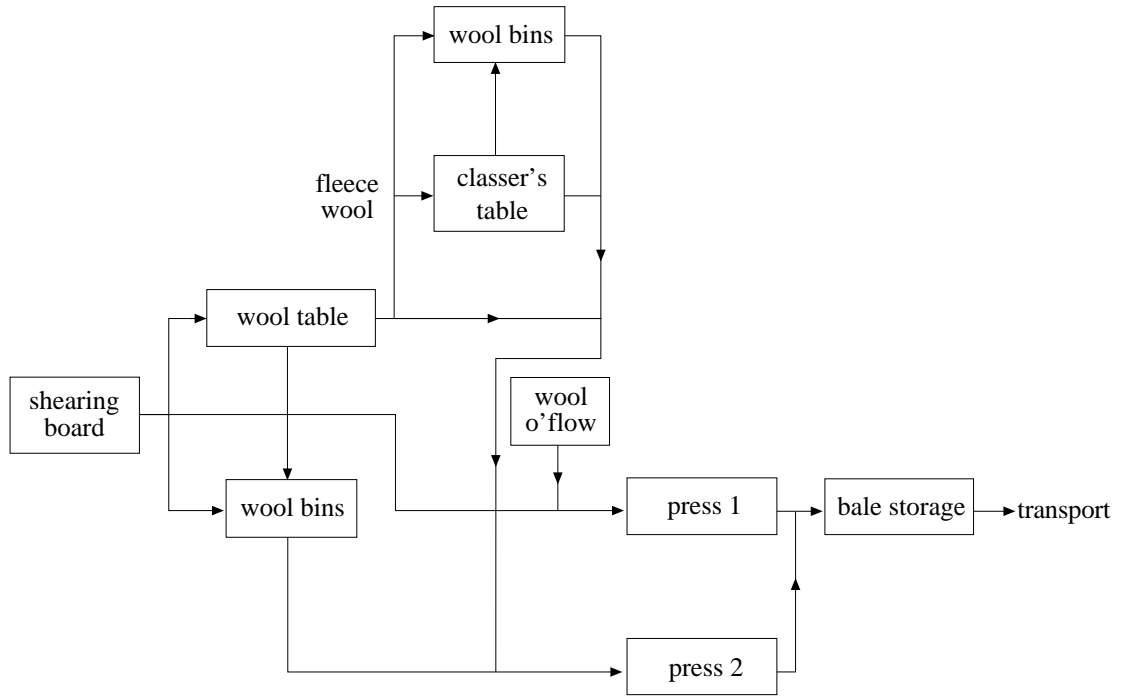 wool bins
classer’s
table
fleece
wool
wool table
shearing
board
wool
o’flow
wool bins
press 1
bale storage
transport
press 2